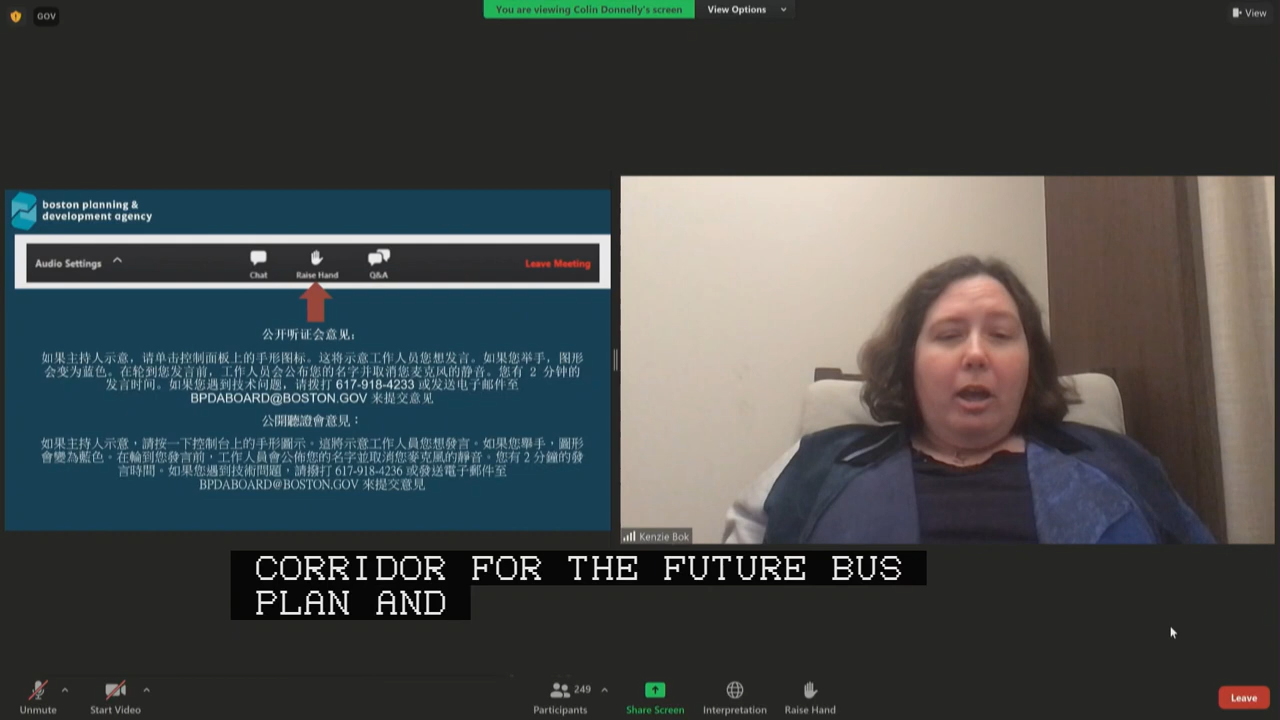 GOV
You are viewing Colin Donnelly's screen
View Options
View
boston planning &
development agency
Audio Settings
Chat
Raise Hand
Q&A
Leave Meeting
公开听证会意见：
如果主持人示意，请单击控制面板上的手形图标。这将示意工作人员您想发言。如果您举手，图形
会变为蓝色。在轮到您发言前，工作人员会公布您的名字并取消您麦克风的静音。您有 2 分钟的
发言时间。如果您遇到技术问题，请拨打 617-918-4233 或发送电子邮件至
BPDABOARD@BOSTON.GOV 来提交意见
公開聽證會意見：
如果主持人示意，請按一下控制台上的手形圖示。這將示意工作人員您想發言。如果您舉手，圖形
會變為藍色。在輪到您發言前，工作人員會公佈您的名字並取消您麥克風的靜音。您有 2 分鐘的發
言時間。如果您遇到技術問題，請撥打 617-918-4236 或發送電子郵件至
BPDABOARD@BOSTON.GOV 來提交意見
Kenzie Bok
CORRIDOR FOR THE FUTURE BUS
PLAN AND
Unmute
Start Video
249
Participants
Share Screen
Interpretation
Raise Hand
Leave